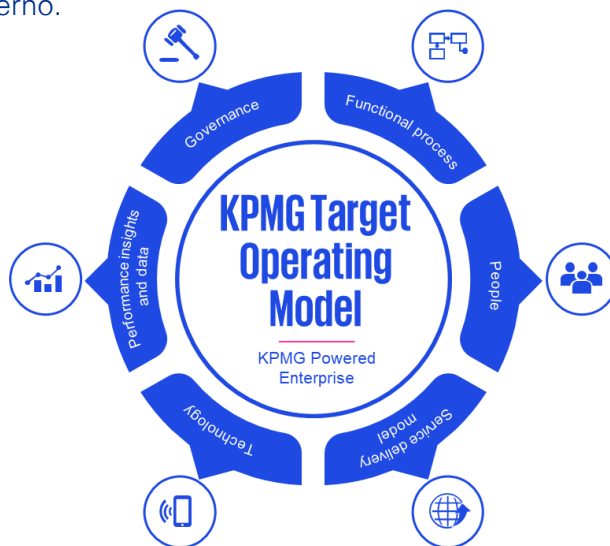 erno.
Governance
Functional process
Performance insights
and data
KPMG Target
Operating
Model
KPMG Powered
Enterprise
People
Technology
Service delivery
model